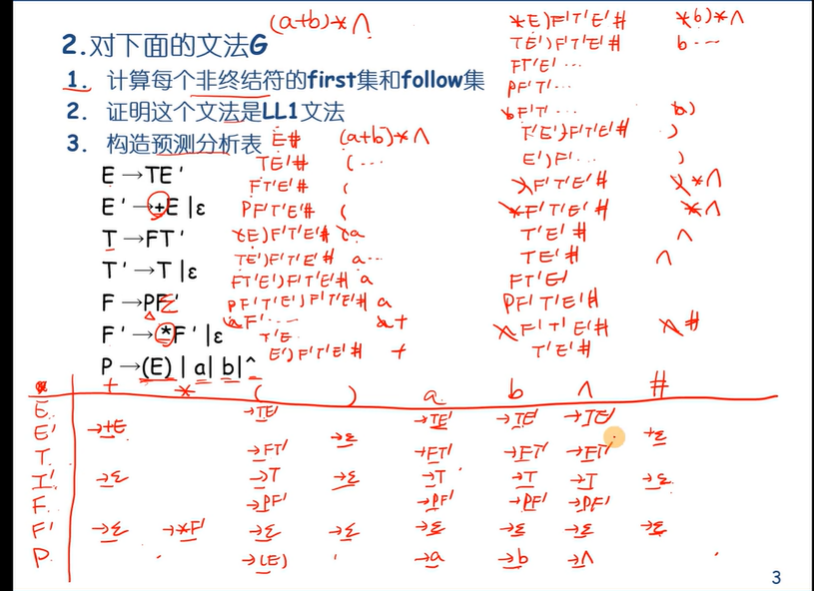 (a+b)*∧
2.对下面的文法G
1. 计算每个非终结符的first集和follow集
2. 证明这个文法是LL1文法
3. 构造预测分析表
E →TE'
E' →+E |ε
T →FT'
T' →T |ε
F →PF'
F' →*F' |ε
P →(E) | a| b|^
E# (a+b)*∧
TE'# (...
FT'E'# (
PF'T'E'# (
(E)F'T'E'# (a
TE')F'T'E'# a...
FT'E')F'T'E'# a
PF'T'E')F'T'E'# a
aF'... a+
T'E
E')F'T'E'# +
*E)F'T'E'# *b)*∧
TE')F'T'E'# b...
FT'E'...
PF'T'...
bF'T'... b)
T'E')F'T'E'# )
E')F'... )
)F'T'E'# )*∧
*F'T'E'# *∧
T'E'# ∧
TE'# ∧
FT'E'
PF'T'E'#
∧F'T'E'# ∧#
T'E'#
+ * ( ) a b ∧ #
E →TE' →TE' →TE' →TE'
E' →+E →ε →ε
T →FT' →FT' →FT' →FT'
T' →ε →T →ε →T →T →T →ε
F →PF' →PF' →PF' →PF'
F' →ε →*F' →ε →ε →ε →ε →ε →ε
P →(E) →a →b →∧
3